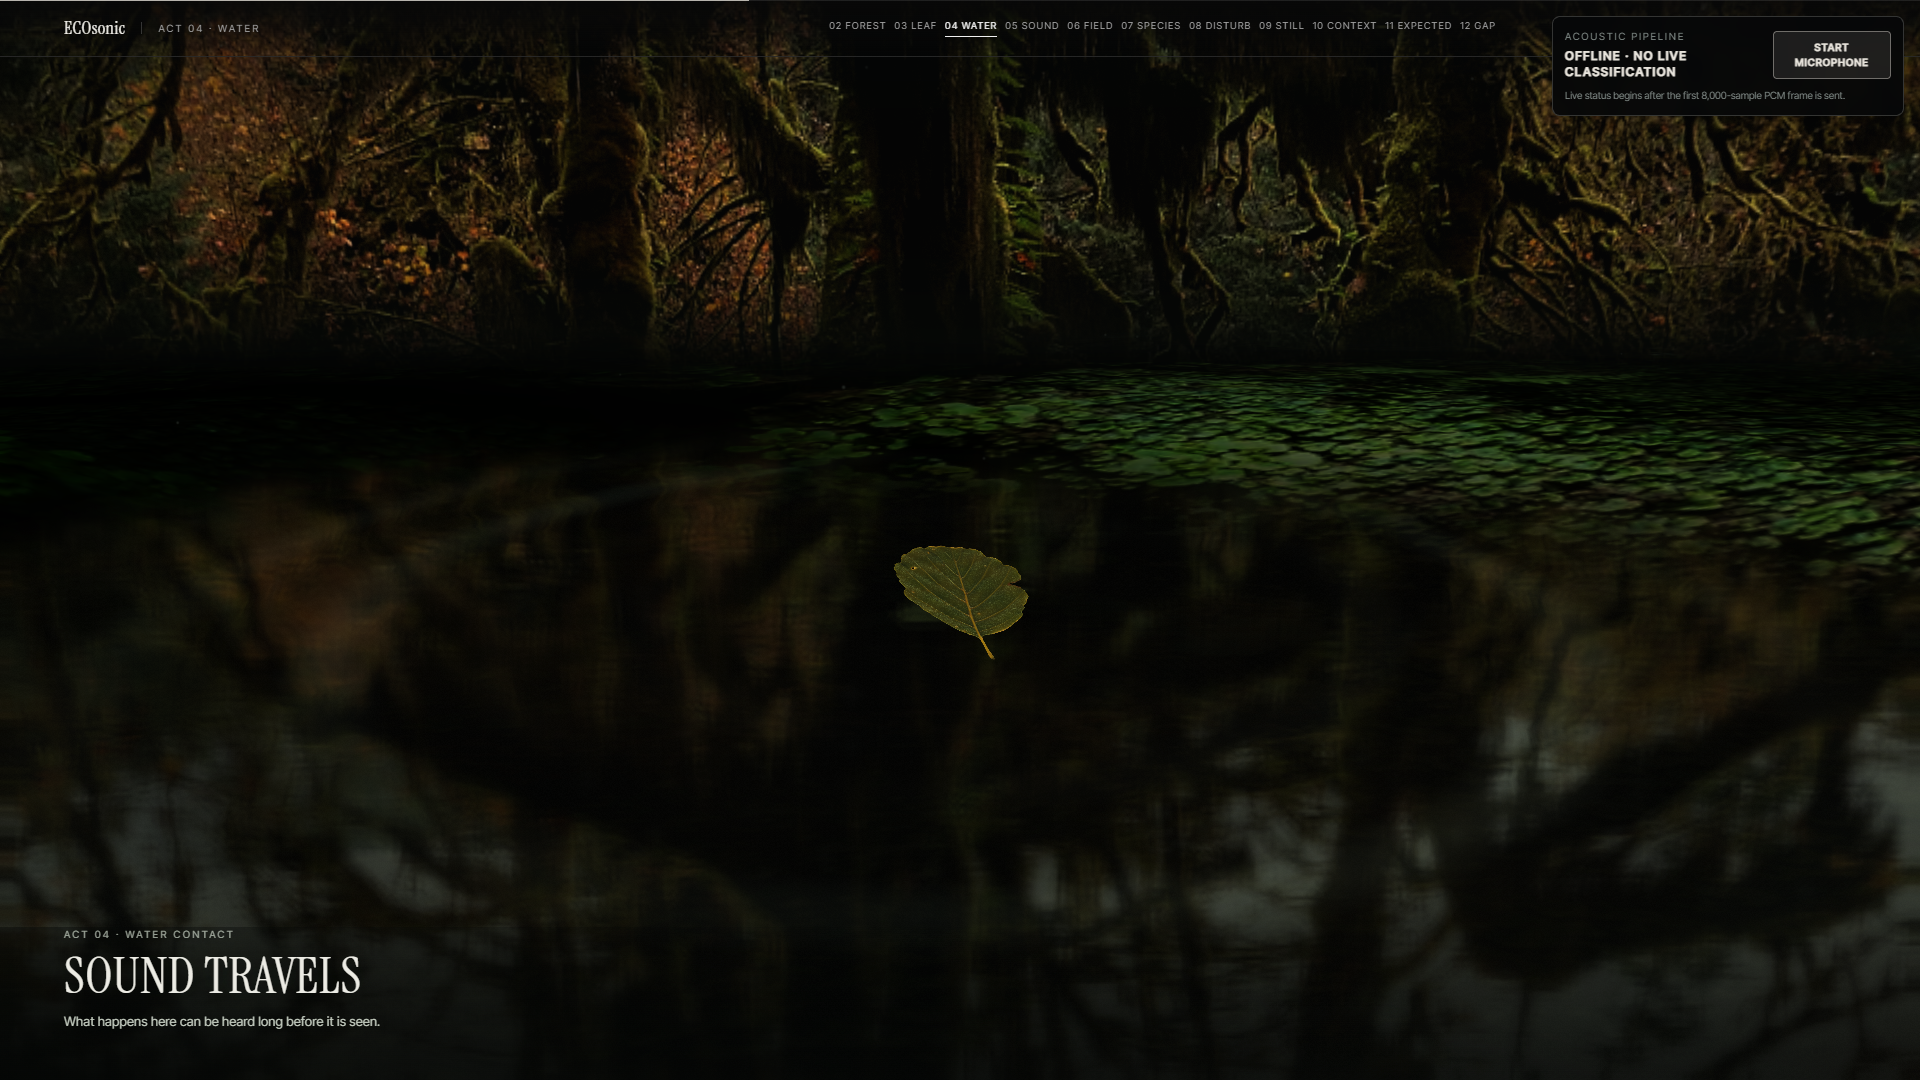 ECOsonic
ACT 04 · WATER
02 FOREST 03 LEAF 04 WATER 05 SOUND 06 FIELD 07 SPECIES 08 DISTURB 09 STILL 10 CONTEXT 11 EXPECTED 12 GAP
ACOUSTIC PIPELINE
OFFLINE · NO LIVE
CLASSIFICATION
START
MICROPHONE
Live status begins after the first 8,000-sample PCM frame is sent.
ACT 04 · WATER CONTACT
SOUND TRAVELS
What happens here can be heard long before it is seen.